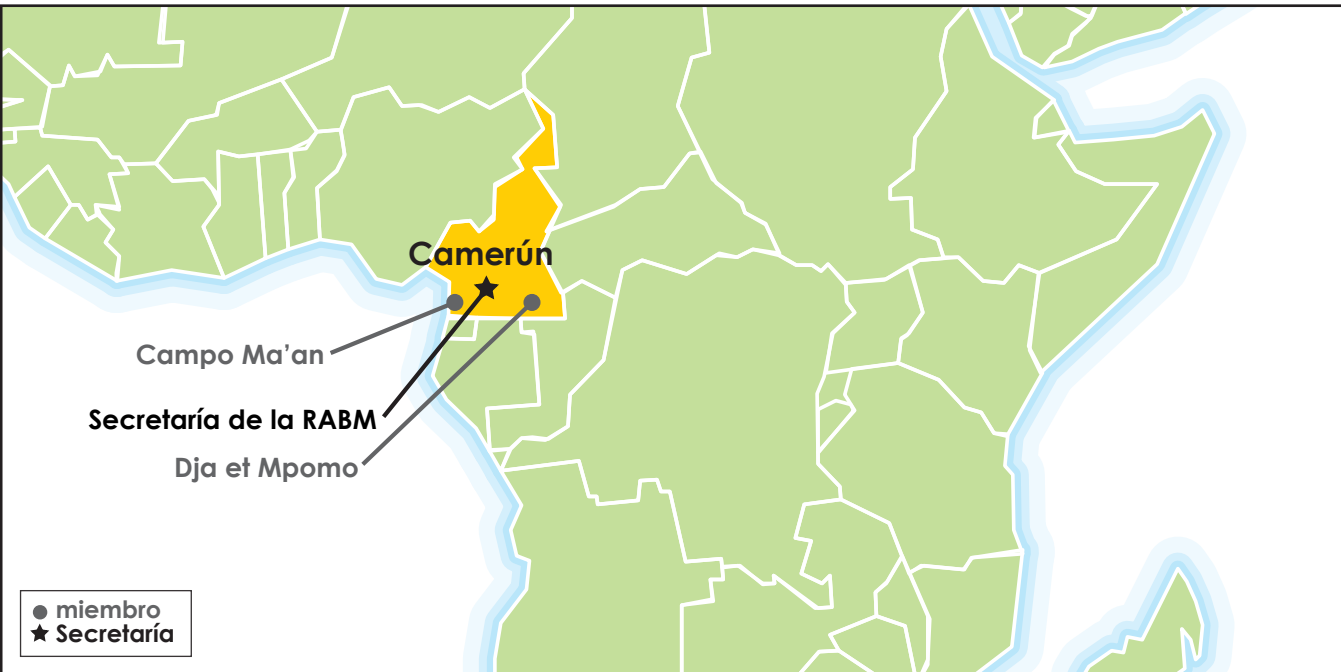 Camerún
Campo Ma’an
Secretaría de la RABM
Dja et Mpomo
miembro
Secretaría